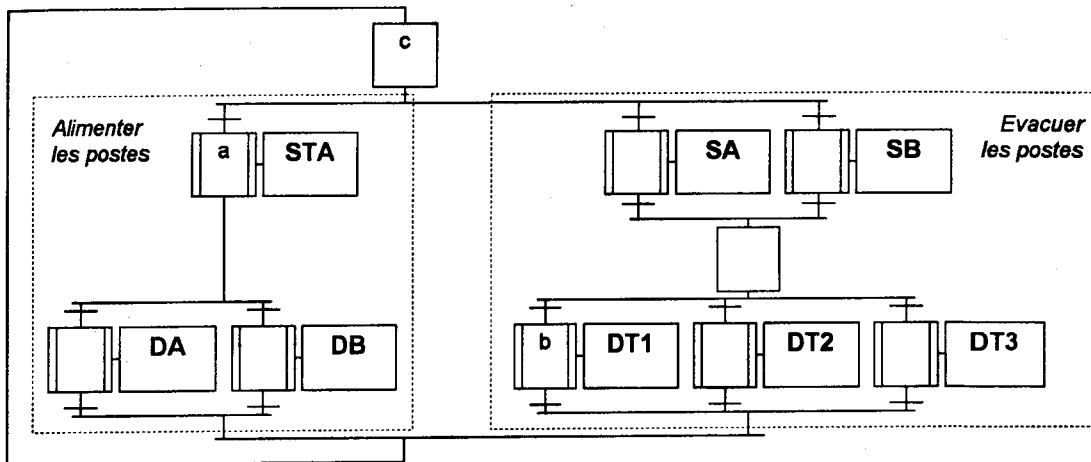 c
Alimenter
les postes
a
STA
SA
SB
Evacuer
les postes
DA
DB
b
DT1
DT2
DT3